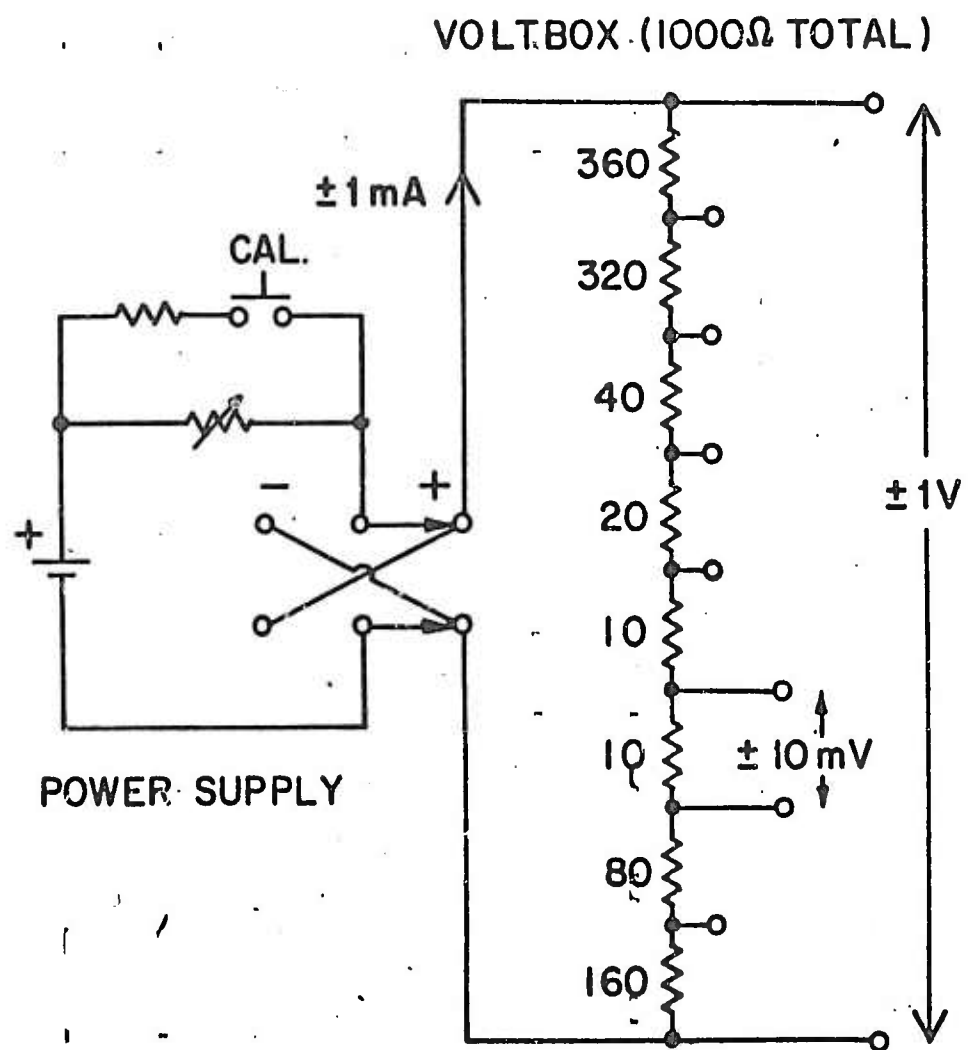 VOLT.BOX (1000Ω TOTAL)
360
±1mA
CAL.
320
40
− +
±1V
20
+
10
10
±10mV
POWER SUPPLY
80
160